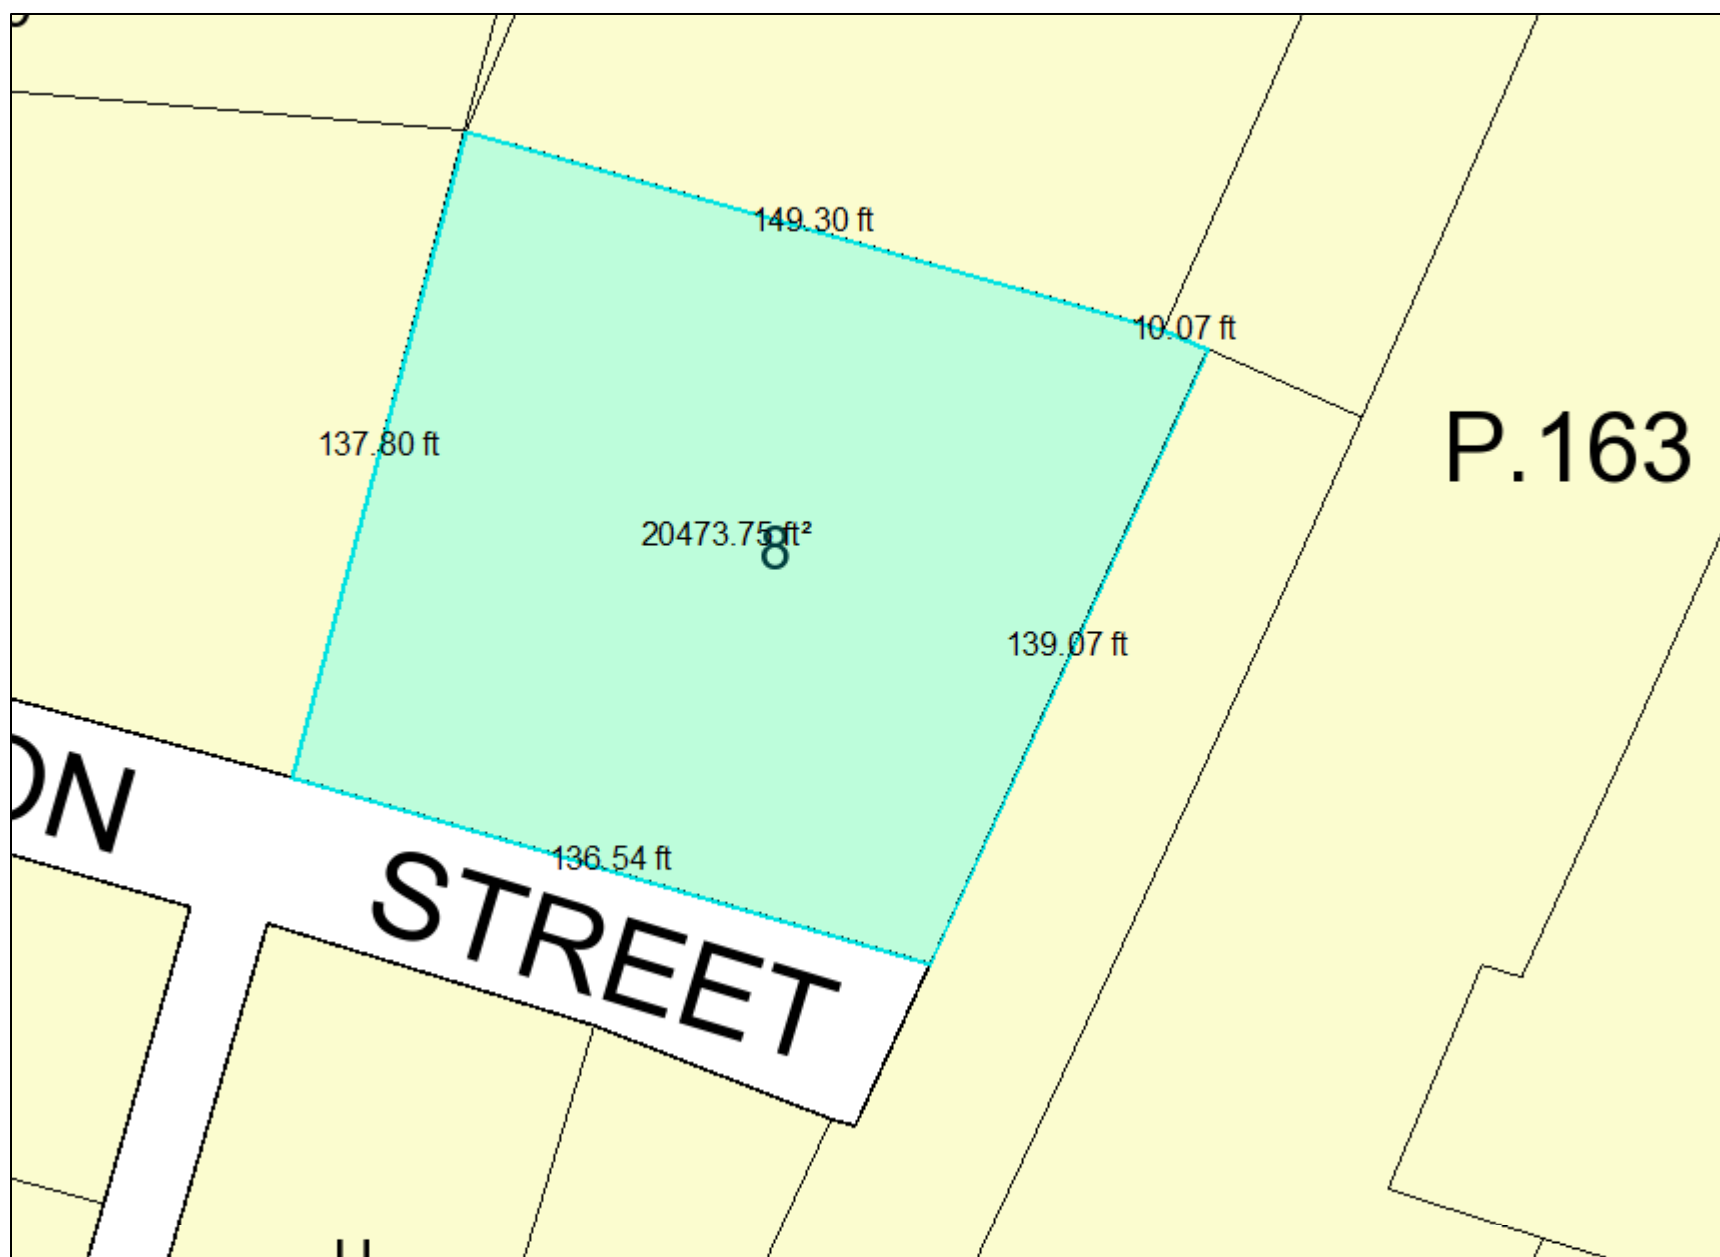 149.30 ft
10.07 ft
P.163
137.80 ft
20473.75 ft²
8
139.07 ft
ON STREET
136.54 ft